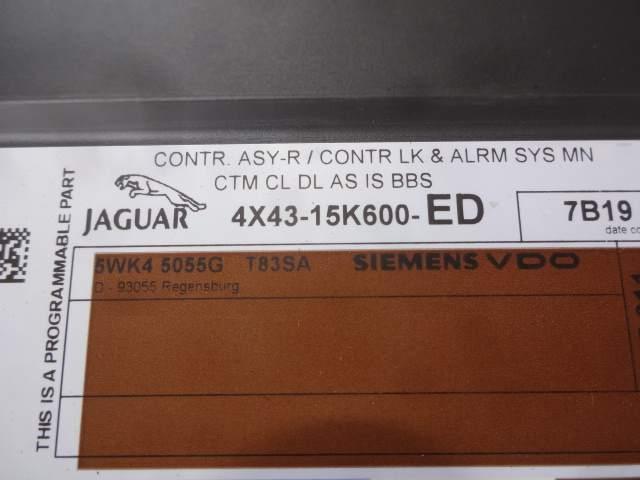 CONTR. ASY-R / CONTR LK & ALRM SYS MN
CTM CL DL AS IS BBS
JAGUAR 4X43-15K600-ED 7B19
date co
5WK4 5055G T83SA SIEMENS VDO
D - 93055 Regensburg
THIS IS A PROGRAMMABLE PART